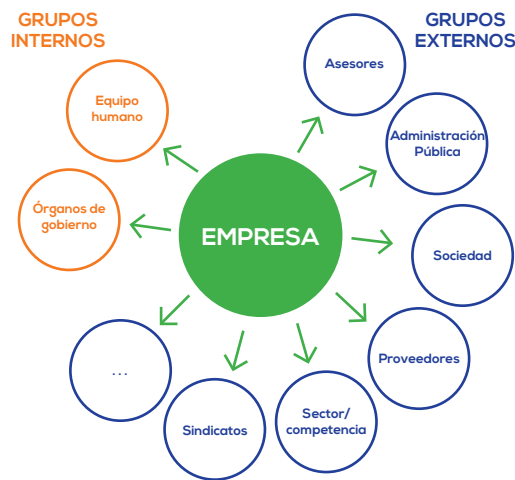 GRUPOS
INTERNOS
GRUPOS
EXTERNOS
Asesores
Equipo
humano
Administración
Pública
Órganos de
gobierno
EMPRESA
Sociedad
Proveedores
...
Sindicatos
Sector/
competencia